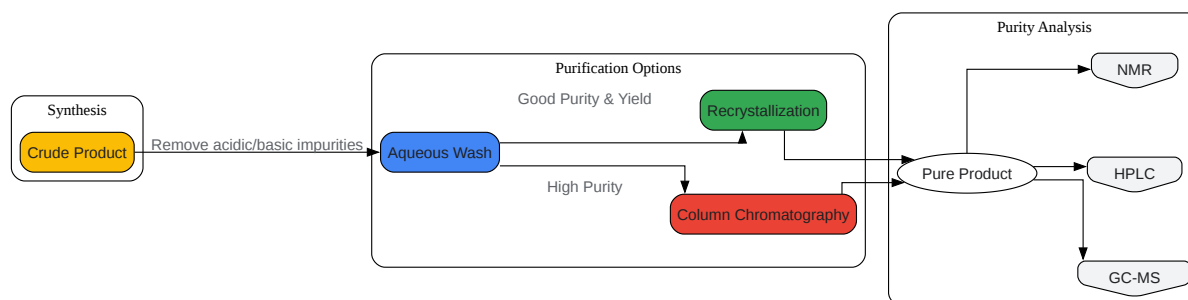 Synthesis
Crude Product
Remove acidic/basic impurities
Purification Options
Good Purity & Yield
Aqueous Wash
High Purity
Recrystallization
Column Chromatography
Purity Analysis
Pure Product
NMR
HPLC
GC-MS